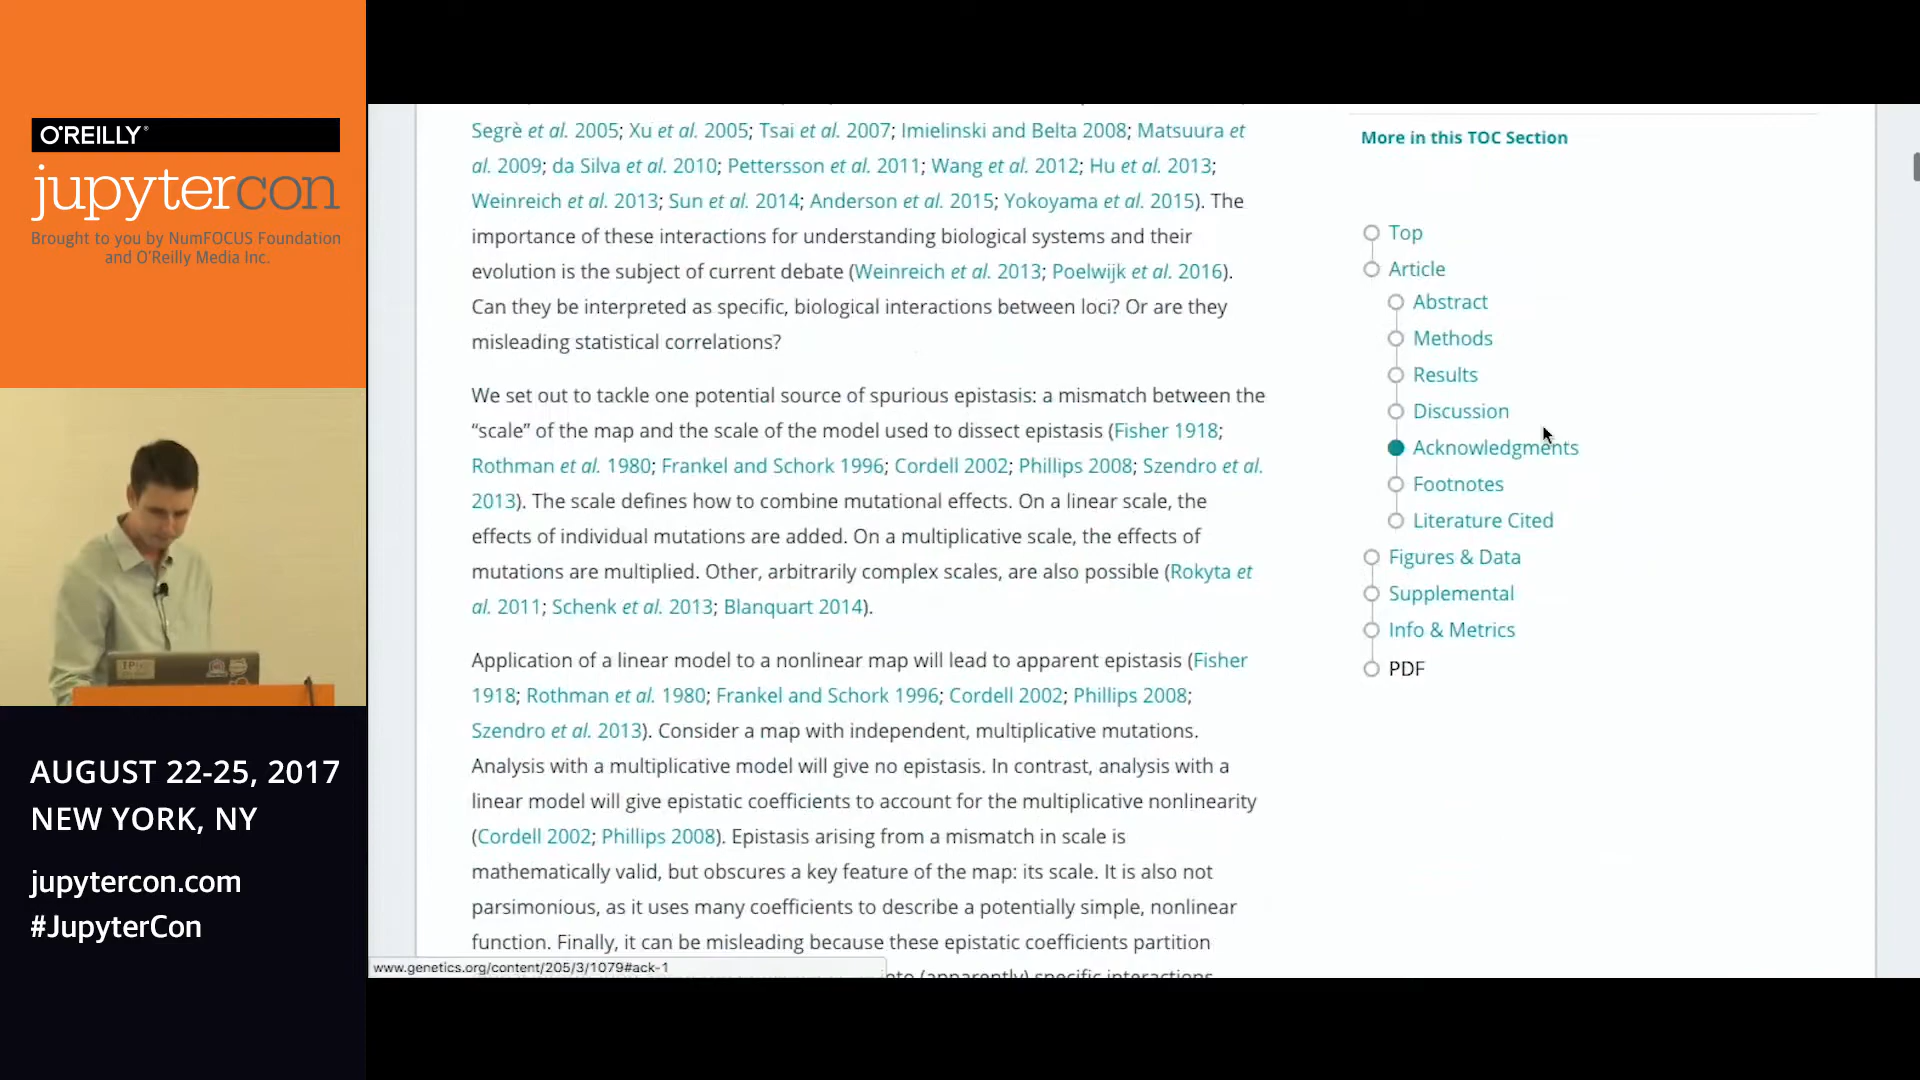 O'REILLY®
jupytercon
Brought to you by NumFOCUS Foundation
and O'Reilly Media Inc.
AUGUST 22-25, 2017
NEW YORK, NY
jupytercon.com
#JupyterCon
Segrè et al. 2005; Xu et al. 2005; Tsai et al. 2007; Imielinski and Belta 2008; Matsuura et
al. 2009; da Silva et al. 2010; Pettersson et al. 2011; Wang et al. 2012; Hu et al. 2013;
Weinreich et al. 2013; Sun et al. 2014; Anderson et al. 2015; Yokoyama et al. 2015). The
importance of these interactions for understanding biological systems and their
evolution is the subject of current debate (Weinreich et al. 2013; Poelwijk et al. 2016).
Can they be interpreted as specific, biological interactions between loci? Or are they
misleading statistical correlations?
We set out to tackle one potential source of spurious epistasis: a mismatch between the
“scale” of the map and the scale of the model used to dissect epistasis (Fisher 1918;
Rothman et al. 1980; Frankel and Schork 1996; Cordell 2002; Phillips 2008; Szendro et al.
2013). The scale defines how to combine mutational effects. On a linear scale, the
effects of individual mutations are added. On a multiplicative scale, the effects of
mutations are multiplied. Other, arbitrarily complex scales, are also possible (Rokyta et
al. 2011; Schenk et al. 2013; Blanquart 2014).
Application of a linear model to a nonlinear map will lead to apparent epistasis (Fisher
1918; Rothman et al. 1980; Frankel and Schork 1996; Cordell 2002; Phillips 2008;
Szendro et al. 2013). Consider a map with independent, multiplicative mutations.
Analysis with a multiplicative model will give no epistasis. In contrast, analysis with a
linear model will give epistatic coefficients to account for the multiplicative nonlinearity
(Cordell 2002; Phillips 2008). Epistasis arising from a mismatch in scale is
mathematically valid, but obscures a key feature of the map: its scale. It is also not
parsimonious, as it uses many coefficients to describe a potentially simple, nonlinear
function. Finally, it can be misleading because these epistatic coefficients partition
(apparently) specific interactions
www.genetics.org/content/205/3/1079#ack-1
More in this TOC Section
Top
Article
Abstract
Methods
Results
Discussion
Acknowledgments
Footnotes
Literature Cited
Figures & Data
Supplemental
Info & Metrics
PDF